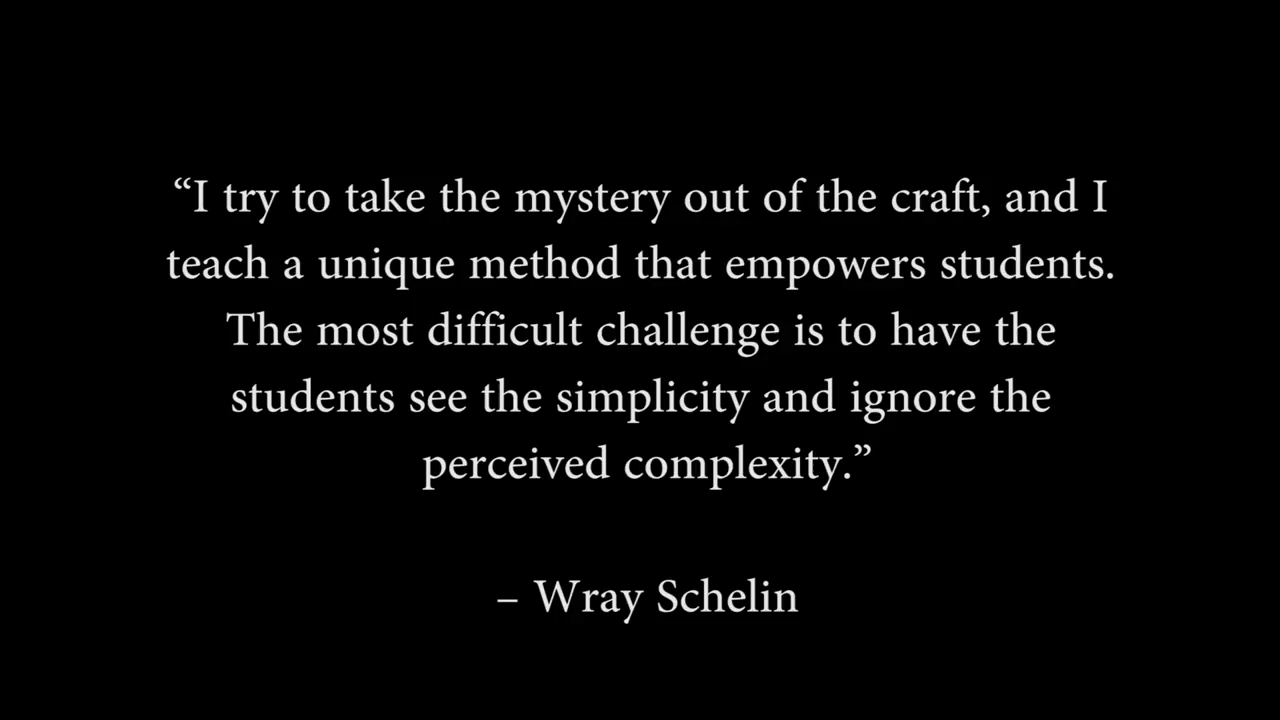 “I try to take the mystery out of the craft, and I
teach a unique method that empowers students.
The most difficult challenge is to have the
students see the simplicity and ignore the
perceived complexity.”
– Wray Schelin